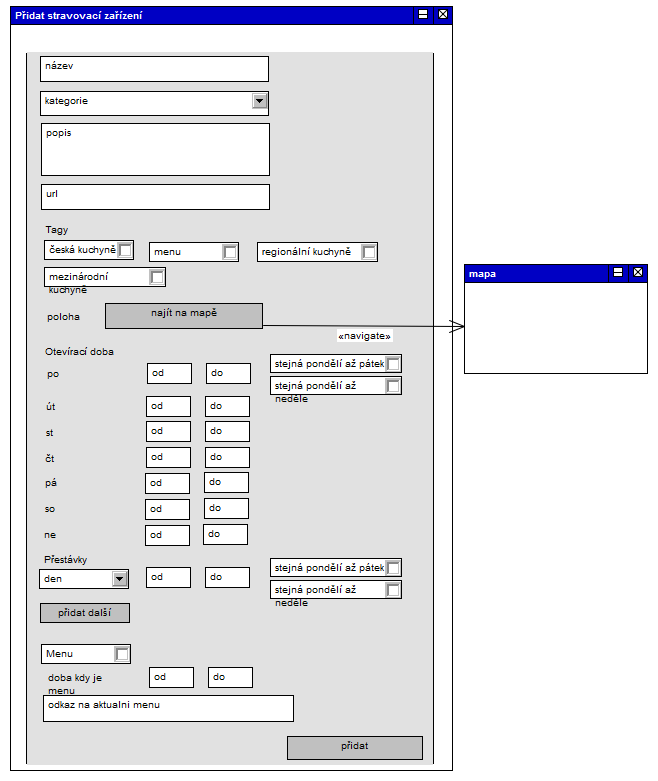 Přidat stravovací zařízení
název
kategorie
popis
url
Tagy
česká kuchyně
menu
regionální kuchyně
mezinárodní
kuchyně
poloha
najít na mapě
«navigate»
mapa
Otevírací doba
po
od
do
stejná pondělí až pátek
stejná pondělí až
neděle
út
od
do
st
od
do
čt
od
do
pá
od
do
so
od
do
ne
od
do
Přestávky
den
od
do
stejná pondělí až pátek
stejná pondělí až
neděle
přidat další
Menu
doba kdy je
menu
od
do
odkaz na aktualni menu
přidat